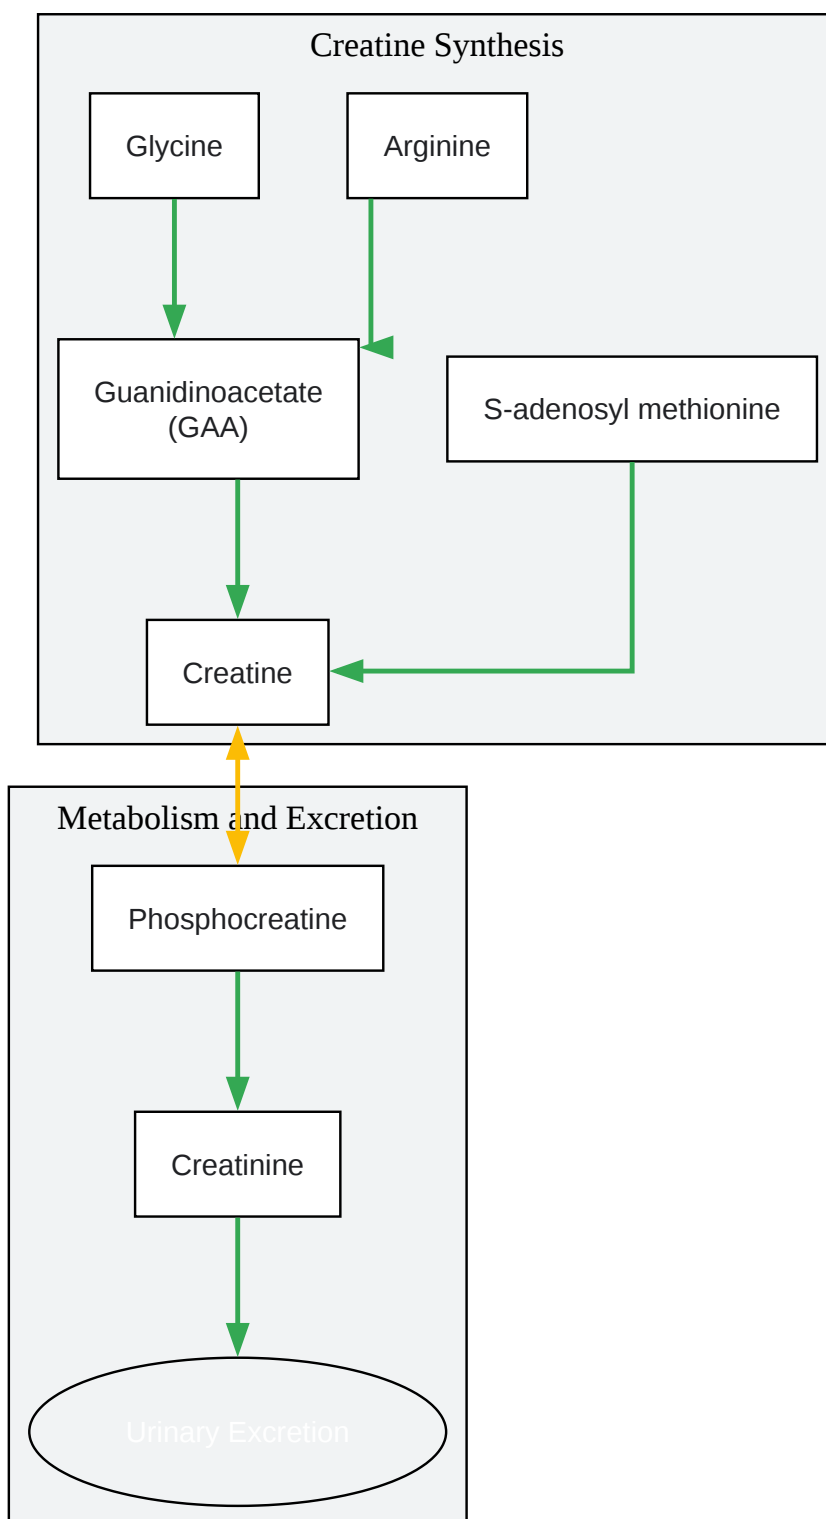 Creatine Synthesis
Glycine
Arginine
Guanidinoacetate
(GAA)
S-adenosyl methionine
Creatine
Metabolism and Excretion
Phosphocreatine
Creatinine
Urinary Excretion